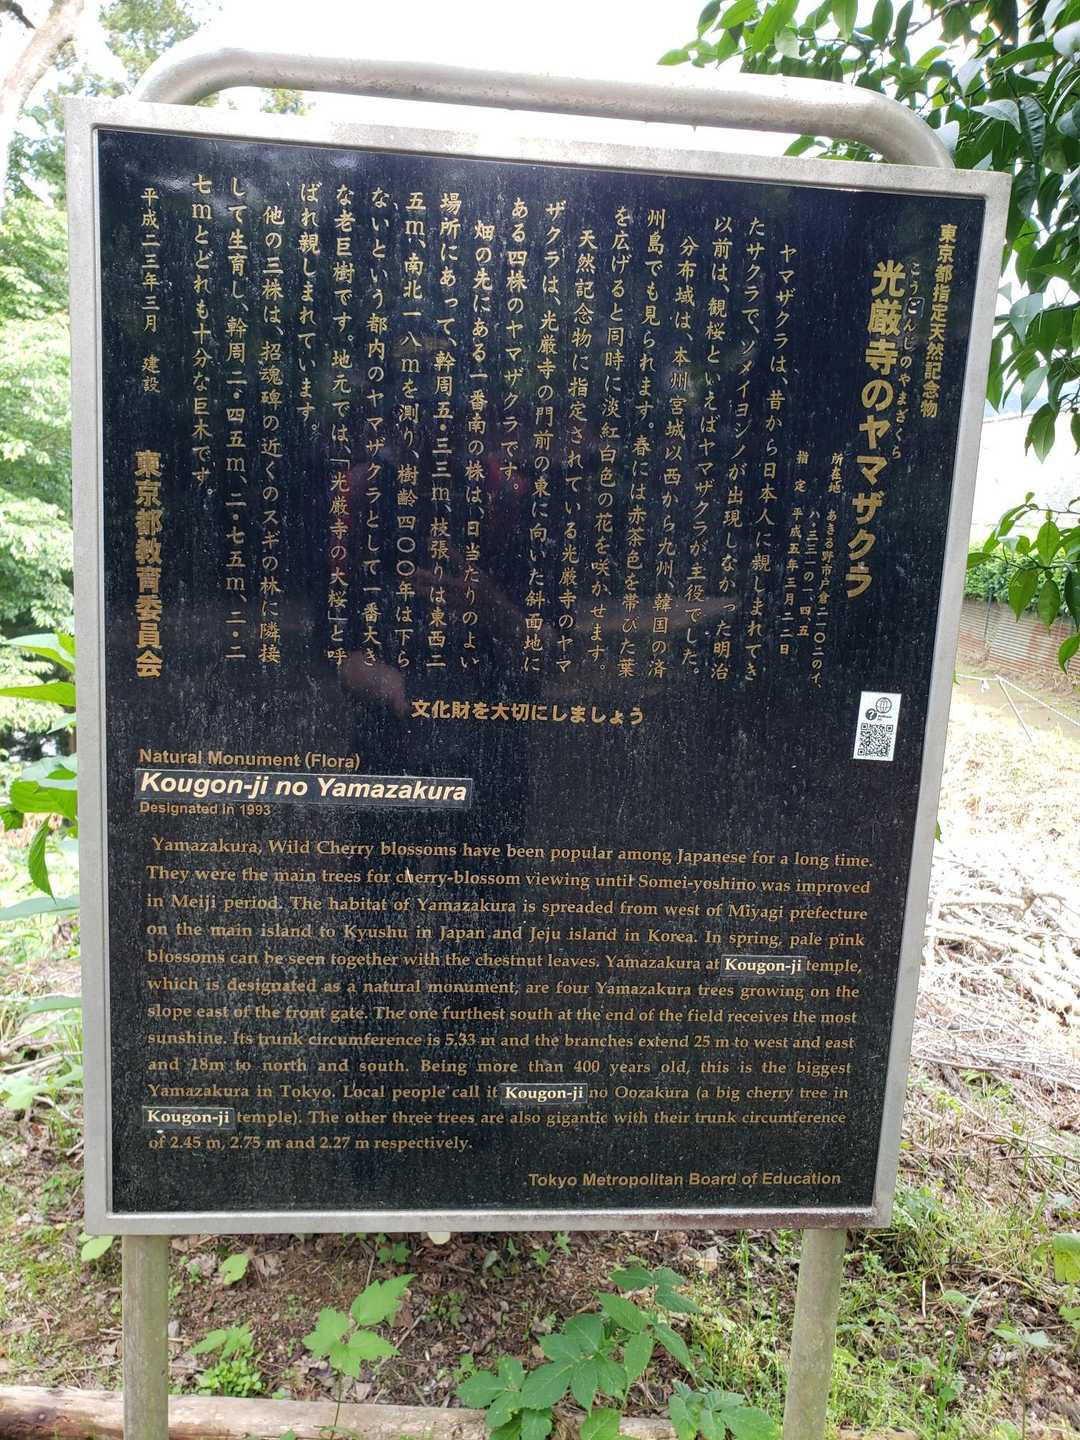 東京都指定天然記念物
こうごんじのやまざくら
光厳寺のヤマザクラ
所在地 あきる野市戸倉二一〇二のイ、
八・三三一の一、四、五
指定 平成五年三月二二日
ヤマザクラは、昔から日本人に親しまれてき
たサクラで、ソメイヨシノが出現しなかった明治
以前は、観桜といえばヤマザクラが主役でした。
分布域は、本州宮城以西から九州、韓国の済
州島でも見られます。春には赤茶色を帯びた葉
を広げると同時に淡紅白色の花を咲かせます。
天然記念物に指定されている光厳寺のヤマ
ザクラは、光厳寺の門前の東に向いた斜面地に
ある四株のヤマザクラです。
畑の先にある一番南の株は、日当たりのよい
場所にあって、幹周五・三三m、枝張りは東西二
五m、南北一八mを測り、樹齢四〇〇年は下ら
ないという都内のヤマザクラとして一番大き
な老巨樹です。地元では、「光厳寺の大桜」と呼
ばれ親しまれています。
他の三株は、招魂碑の近くのスギの林に隣接
して生育し、幹周二・四五m、二・七五m、二・二
七mとどれも十分な巨木です。
平成二三年三月 建設
東京都教育委員会
文化財を大切にしましょう
Natural Monument (Flora)
Kougon-ji no Yamazakura
Designated in 1993
Yamazakura, Wild Cherry blossoms have been popular among Japanese for a long time.
They were the main trees for cherry-blossom viewing until Somei-yoshino was improved
in Meiji period. The habitat of Yamazakura is spreaded from west of Miyagi prefecture
on the main island to Kyushu in Japan and Jeju island in Korea. In spring, pale pink
blossoms can be seen together with the chestnut leaves. Yamazakura at Kougon-ji temple,
which is designated as a natural monument, are four Yamazakura trees growing on the
slope east of the front gate. The one furthest south at the end of the field receives the most
sunshine. Its trunk circumference is 5.33 m and the branches extend 25 m to west and east
and 18m to north and south. Being more than 400 years old, this is the biggest
Yamazakura in Tokyo. Local people call it Kougon-ji no Oozakura (a big cherry tree in
Kougon-ji temple). The other three trees are also gigantic with their trunk circumference
of 2.45 m, 2.75 m and 2.27 m respectively.
Tokyo Metropolitan Board of Education